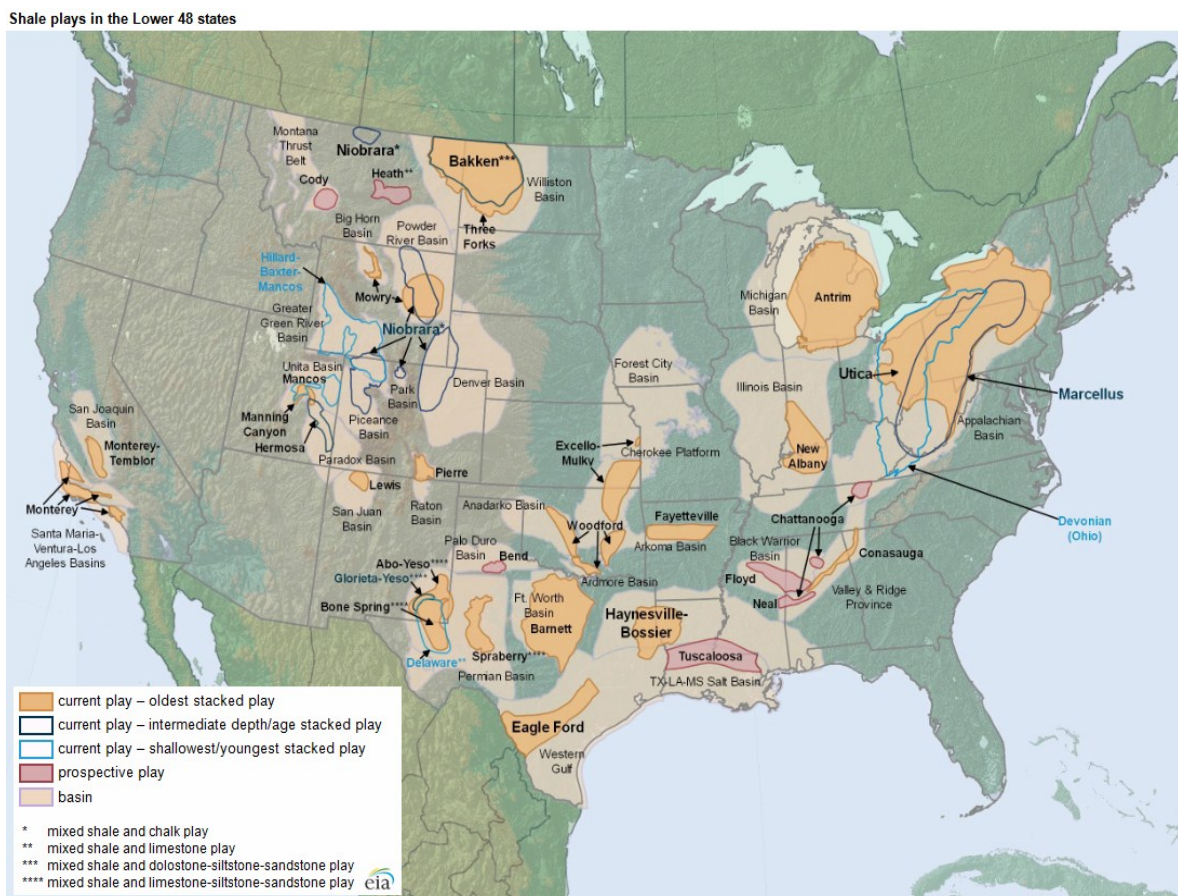 Shale plays in the Lower 48 states
Montana
Thrust
Belt
Niobrara*
Bakken***
Cody
Heath**
Williston
Basin
Big Horn
Basin
Powder
River Basin
Three
Forks
Hillard-
Baxter-
Mancos
Mowry
Michigan
Basin
Antrim
Greater
Green River
Basin
Niobrara*
Unita Basin
Mancos
Park
Basin
Denver Basin
Forest City
Basin
Illinois Basin
Utica
Marcellus
San Joaquin
Basin
Manning
Canyon
Piceance
Basin
Appalachian
Basin
Hermosa
Monterey-
Temblor
Paradox Basin
Excello-
Mulky
Cherokee Platform
New
Albany
Pierre
Lewis
Monterey
San Juan
Basin
Raton
Basin
Anadarko Basin
Woodford
Fayetteville
Chattanooga
Devonian
(Ohio)
Santa Maria-
Ventura-Los
Angeles Basins
Palo Duro
Basin
Bend
Arkoma Basin
Black Warrior
Basin
Conasauga
Abo-Yeso****
Glorieta-Yeso****
Ardmore Basin
Floyd
Bone Spring****
Ft. Worth
Basin
Barnett
Haynesville-
Bossier
Neal
Valley & Ridge
Province
Delaware**
Spraberry****
Permian Basin
Tuscaloosa
TX-LA-MS Salt Basin
Eagle Ford
Western
Gulf
current play – oldest stacked play
current play – intermediate depth/age stacked play
current play – shallowest/youngest stacked play
prospective play
basin
* mixed shale and chalk play
** mixed shale and limestone play
*** mixed shale and dolostone-siltstone-sandstone play
**** mixed shale and limestone-siltstone-sandstone play
eia